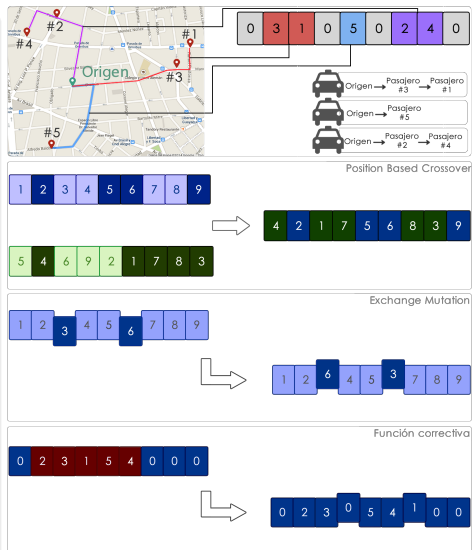 #2
#4
#1
#3
Origen
#5
0 3 1 0 5 0 2 4 0
Origen → Pasajero #3 → Pasajero #1
Origen → Pasajero #5
Origen → Pasajero #2 → Pasajero #4
Position Based Crossover
1 2 3 4 5 6 7 8 9
4 2 1 7 5 6 8 3 9
5 4 6 9 2 1 7 8 3
Exchange Mutation
1 2 3 4 5 6 7 8 9
1 2 6 4 5 3 7 8 9
Función correctiva
0 2 3 1 5 4 0 0 0
0 2 3 0 5 4 1 0 0